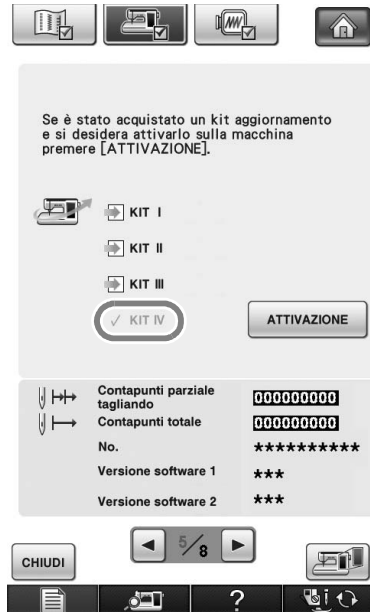 Se è stato acquistato un kit aggiornamento
e si desidera attivarlo sulla macchina
premere [ATTIVAZIONE].
KIT I
KIT II
KIT III
✓ KIT IV
ATTIVAZIONE
Contapunti parziale
tagliando
000000000
Contapunti totale
000000000
No.
**********
Versione software 1
***
Versione software 2
***
CHIUDI
5/8
?